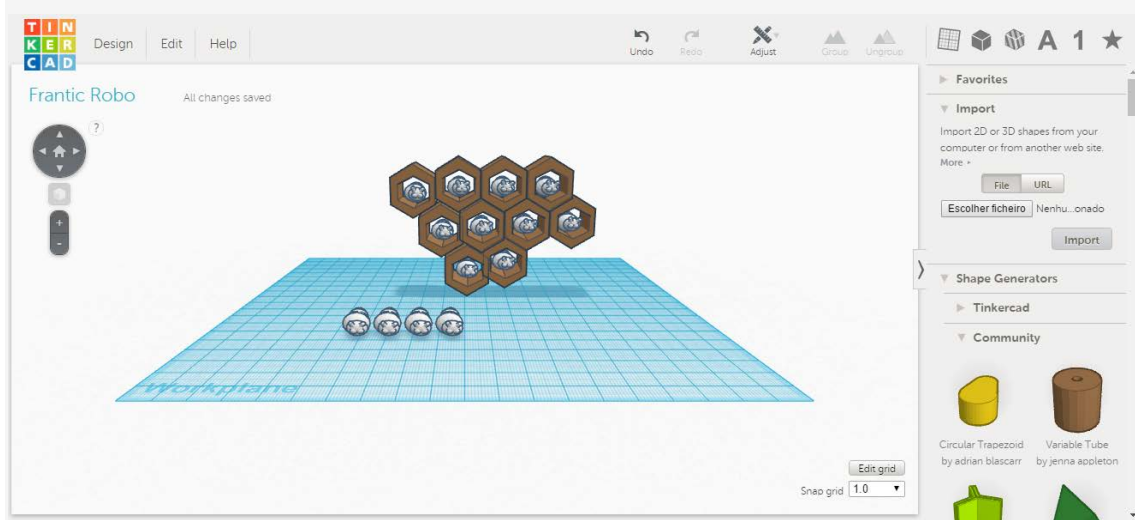 TIN
KER
CAD
Design
Edit
Help
Undo
Redo
Adjust
Group
Ungroup
A
1
Frantic Robo
All changes saved
?
+
-
Workplane
Edit grid
Snap grid
1.0
Favorites
Import
Import 2D or 3D shapes from your
computer or from another web site.
More +
File
URL
Escolher ficheiro
Nenhu...onado
Import
Shape Generators
Tinkercad
Community
Circular Trapezoid
by adrian blascarr
Variable Tube
by jenna appleton